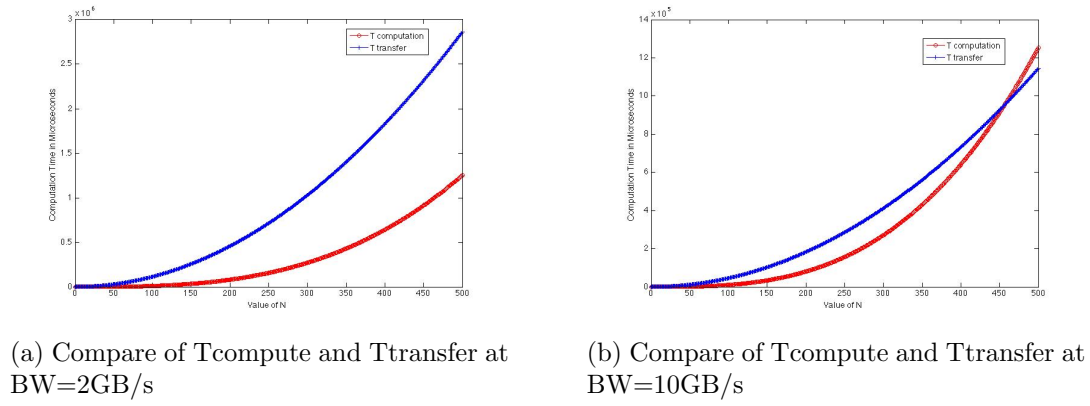 × 10⁶
3
2.5
2
1.5
1
0.5
0
Computation Time in Microseconds
T computation
T transfer
0 50 100 150 200 250 300 350 400 450 500
Value of N
(a) Compare of Tcompute and Ttransfer at
BW=2GB/s
× 10⁵
14
12
10
8
6
4
2
0
Computation Time in Microseconds
T computation
T transfer
0 50 100 150 200 250 300 350 400 450 500
Value of N
(b) Compare of Tcompute and Ttransfer at
BW=10GB/s